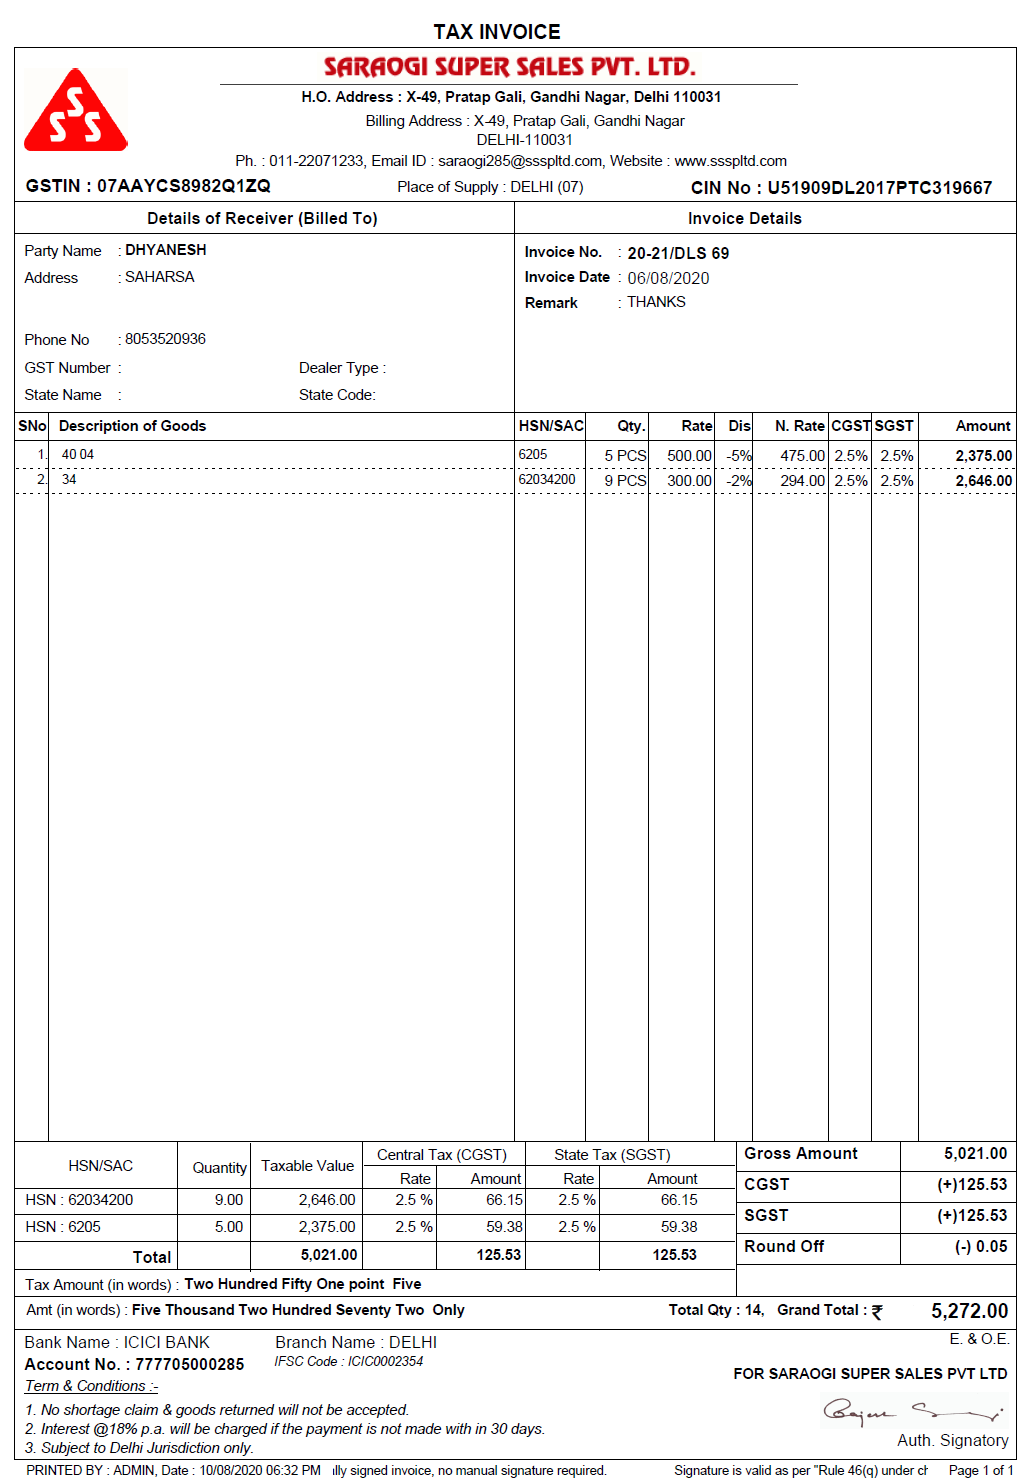 TAX INVOICE
SARAOGI SUPER SALES PVT. LTD.
H.O. Address : X-49, Pratap Gali, Gandhi Nagar, Delhi 110031
Billing Address : X-49, Pratap Gali, Gandhi Nagar
DELHI-110031
Ph. : 011-22071233, Email ID : saraogi285@ssspltd.com, Website : www.ssspltd.com
SSS
GSTIN : 07AAYCS8982Q1ZQ Place of Supply : DELHI (07) CIN No : U51909DL2017PTC319667
Details of Receiver (Billed To) Invoice Details
Party Name : DHYANESH Invoice No. : 20-21/DLS 69
Address : SAHARSA Invoice Date : 06/08/2020
Remark : THANKS
Phone No : 8053520936
GST Number : Dealer Type :
State Name : State Code:
SNo Description of Goods HSN/SAC Qty. Rate Dis N. Rate CGST SGST Amount
1. 40 04 6205 5 PCS 500.00 -5% 475.00 2.5% 2.5% 2,375.00
2. 34 62034200 9 PCS 300.00 -2% 294.00 2.5% 2.5% 2,646.00
HSN/SAC Quantity Taxable Value Central Tax (CGST) State Tax (SGST) Gross Amount 5,021.00
Rate Amount Rate Amount CGST (+)125.53
HSN : 62034200 9.00 2,646.00 2.5 % 66.15 2.5 % 66.15
SGST (+)125.53
HSN : 6205 5.00 2,375.00 2.5 % 59.38 2.5 % 59.38
Round Off (-) 0.05
Total 5,021.00 125.53 125.53
Tax Amount (in words) : Two Hundred Fifty One point Five
Amt (in words) : Five Thousand Two Hundred Seventy Two Only Total Qty : 14, Grand Total : ₹ 5,272.00
Bank Name : ICICI BANK Branch Name : DELHI E. & O.E.
Account No. : 777705000285 IFSC Code : ICIC0002354
FOR SARAOGI SUPER SALES PVT LTD
Term & Conditions :-
1. No shortage claim & goods returned will not be accepted.
2. Interest @18% p.a. will be charged if the payment is not made with in 30 days.
3. Subject to Delhi Jurisdiction only.
Auth. Signatory
PRINTED BY : ADMIN, Date : 10/08/2020 06:32 PM lly signed invoice, no manual signature required. Signature is valid as per "Rule 46(q) under ch Page 1 of 1